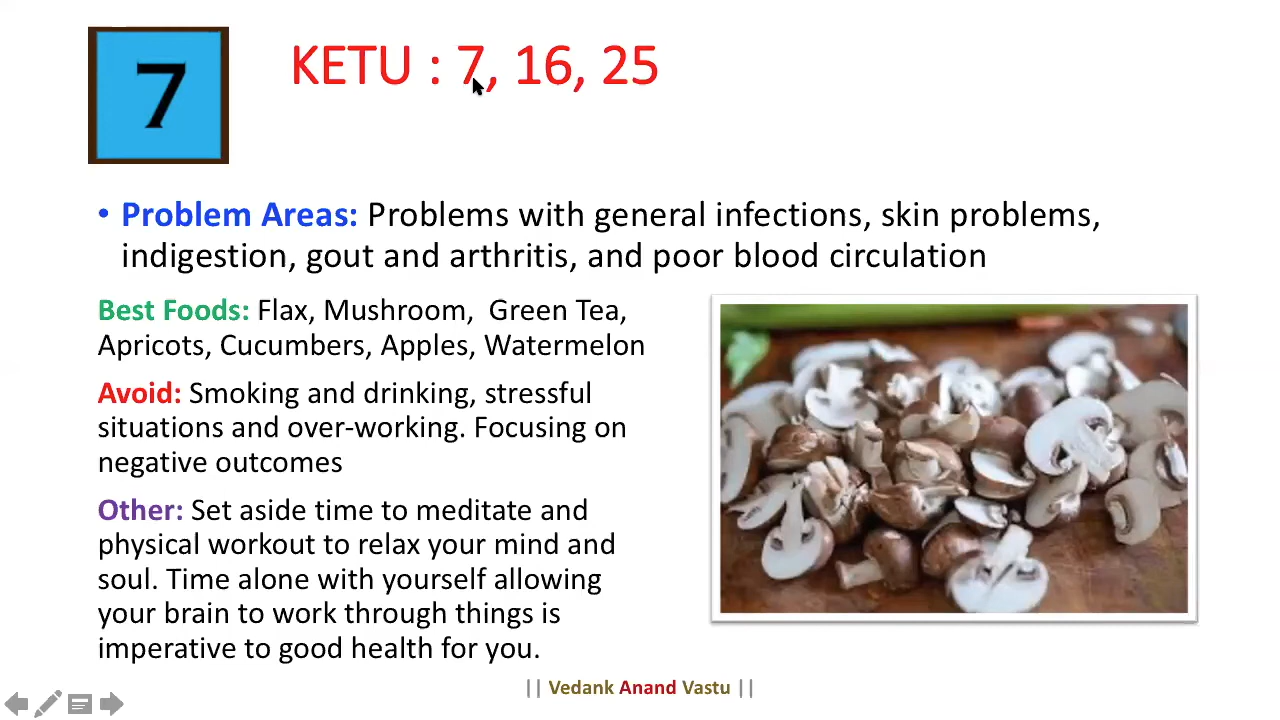 7
KETU : 7, 16, 25
• Problem Areas: Problems with general infections, skin problems,
indigestion, gout and arthritis, and poor blood circulation
Best Foods: Flax, Mushroom,  Green Tea,
Apricots, Cucumbers, Apples, Watermelon
Avoid: Smoking and drinking, stressful
situations and over-working. Focusing on
negative outcomes
Other: Set aside time to meditate and
physical workout to relax your mind and
soul. Time alone with yourself allowing
your brain to work through things is
imperative to good health for you.
|| Vedank Anand Vastu ||